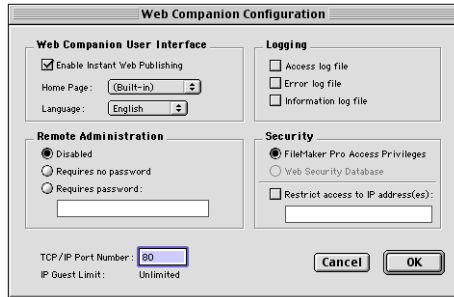 Web Companion Configuration
Web Companion User Interface
Enable Instant Web Publishing
Home Page: (Built-in)
Language: English
Logging
Access log file
Error log file
Information log file
Remote Administration
Disabled
Requires no password
Requires password:
Security
FileMaker Pro Access Privileges
Web Security Database
Restrict access to IP address(es):
TCP/IP Port Number: 80
IP Guest Limit: Unlimited
Cancel OK